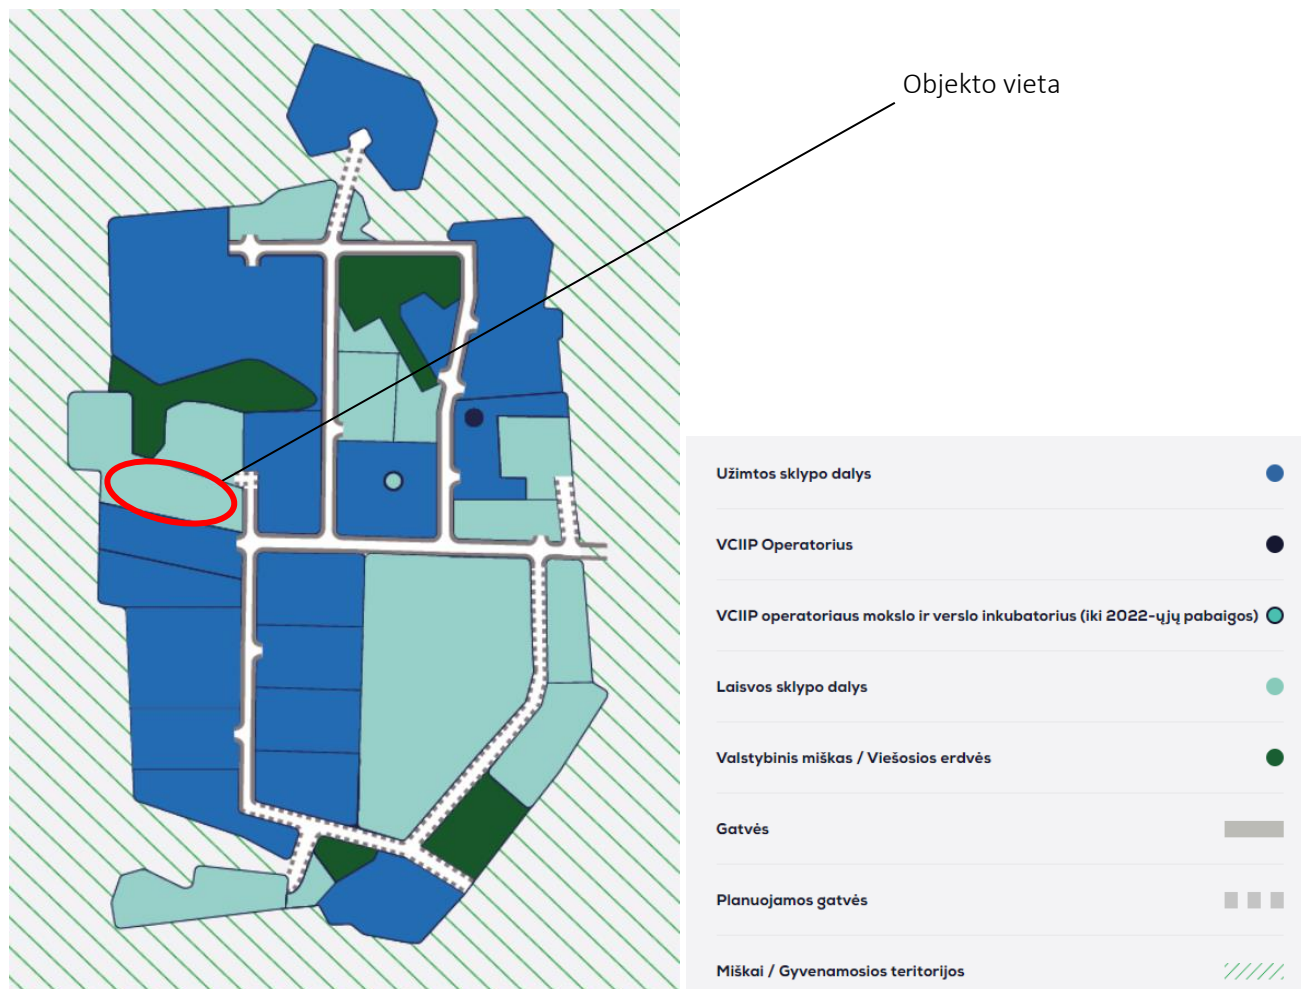 Objekto vieta
Užimtos sklypo dalys
VCIIP Operatorius
VCIIP operatoriaus mokslo ir verslo inkubatorius (iki 2022-ųjų pabaigos)
Laisvos sklypo dalys
Valstybinis miškas / Viešosios erdvės
Gatvės
Planuojamos gatvės
Miškai / Gyvenamosios teritorijos